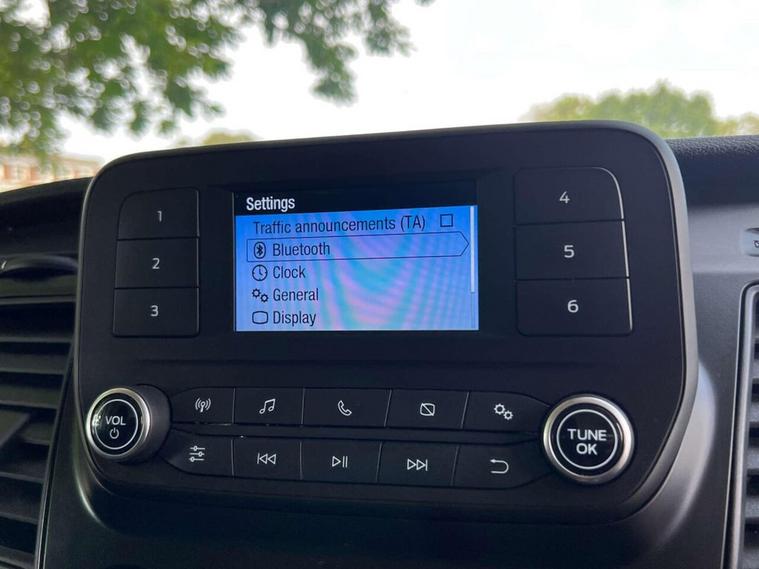 Settings
Traffic announcements (TA)
Bluetooth
Clock
General
Display
1
2
3
4
5
6
VOL
TUNE
OK